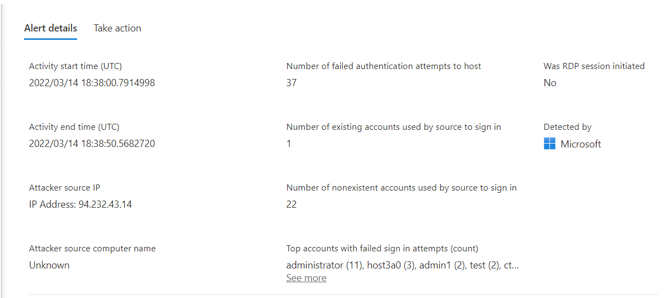 Alert details Take action
Activity start time (UTC) Number of failed authentication attempts to host Was RDP session initiated
2022/03/14 18:38:00.7914998 37 No
Activity end time (UTC) Number of existing accounts used by source to sign in Detected by
2022/03/14 18:38:50.5682720 1 Microsoft
Attacker source IP Number of nonexistent accounts used by source to sign in
IP Address: 94.232.43.14 22
Attacker source computer name Top accounts with failed sign in attempts (count)
Unknown administrator (11), host3a0 (3), admin1 (2), test (2), ct...
See more